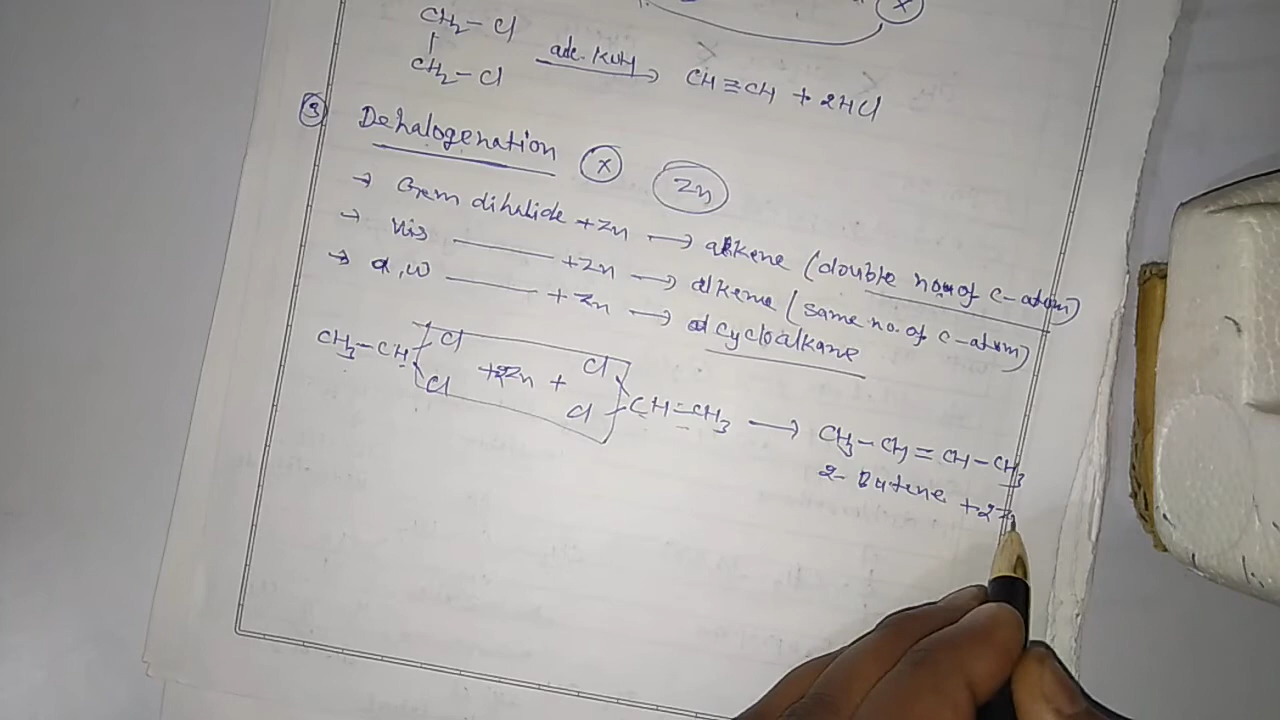 X
CH2-Cl
CH2-Cl
alc. KOH
CH≡CH + 2HCl
3 Dehalogenation X Zn
→ Gem dihalide + Zn → alkene (double no. of C-atom)
→ Vis ——— + Zn → alkene (same no. of C-atom)
→ α, ω ——— + Zn → cycloalkane
CH3-CH Cl Cl + 2Zn + Cl Cl CH-CH3 → CH3-CH=CH-CH3
2-Butene + 2Z